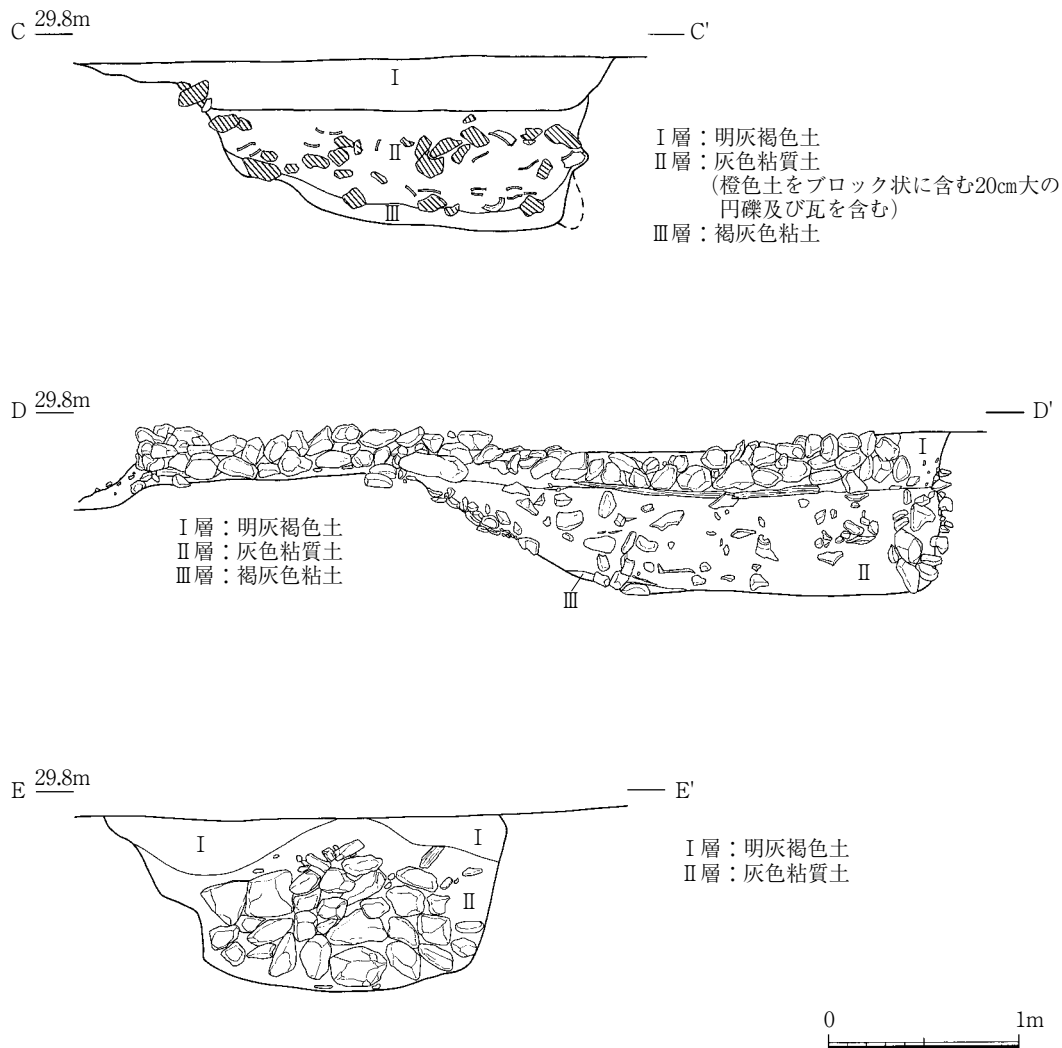 C 29.8m C'
Ⅰ
Ⅱ
Ⅲ
Ⅰ層：明灰褐色土
Ⅱ層：灰色粘質土
(橙色土をブロック状に含む20㎝大の
円礫及び瓦を含む)
Ⅲ層：褐灰色粘土
D 29.8m D'
Ⅰ
Ⅱ
Ⅲ
Ⅰ層：明灰褐色土
Ⅱ層：灰色粘質土
Ⅲ層：褐灰色粘土
E 29.8m E'
Ⅰ Ⅰ
Ⅱ
Ⅰ層：明灰褐色土
Ⅱ層：灰色粘質土
0 1m